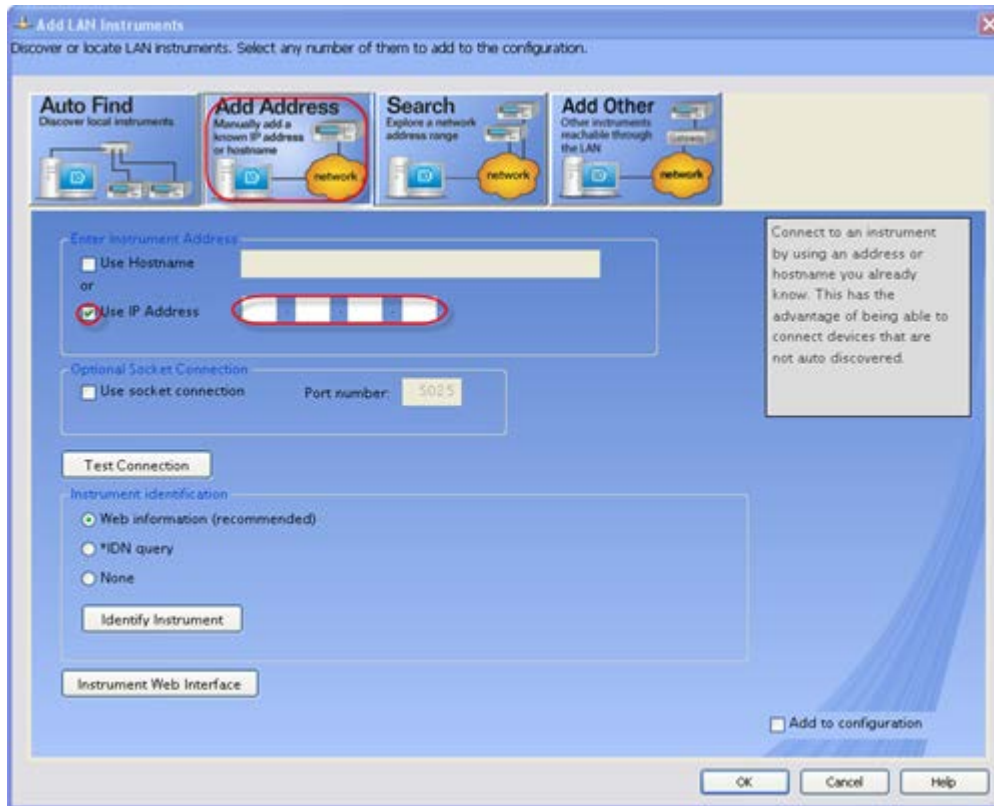 Add LAN Instruments
Discover or locate LAN instruments. Select any number of them to add to the configuration.
Auto Find
Discover local instruments
Add Address
Manually add a
known IP address
or hostname
network
Search
Explore a network
address range
network
Add Other
Other instruments
reachable through
the LAN
Gateway
network
Enter Instrument Address
Use Hostname
or
Use IP Address
. . .
Connect to an instrument
by using an address or
hostname you already
know. This has the
advantage of being able to
connect devices that are
not auto discovered.
Optional Socket Connection
Use socket connection Port number: 5025
Test Connection
Instrument identification
Web information (recommended)
*IDN query
None
Identify Instrument
Instrument Web Interface
Add to configuration
OK Cancel Help